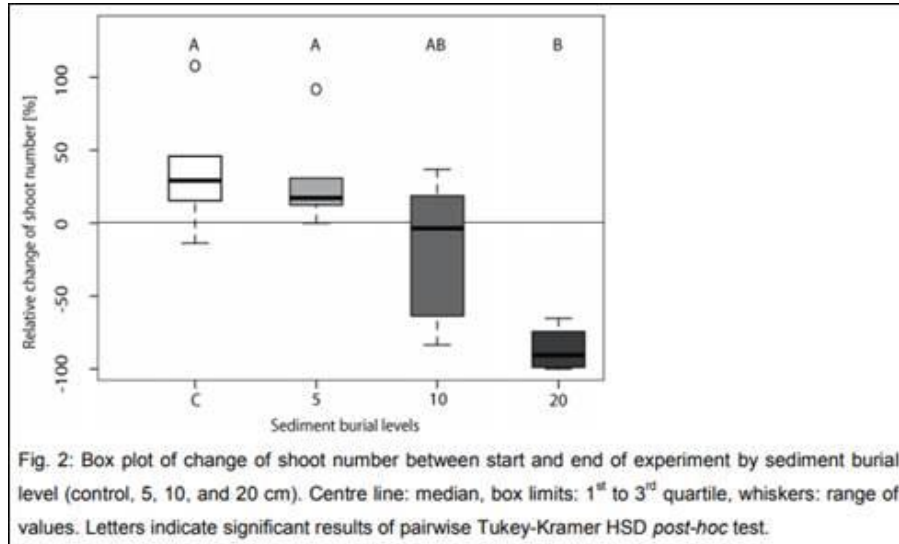 A A AB B
Relative change of shoot number [%]
100
50
0
-50
-100
C 5 10 20
Sediment burial levels
Fig. 2: Box plot of change of shoot number between start and end of experiment by sediment burial
level (control, 5, 10, and 20 cm). Centre line: median, box limits: 1st to 3rd quartile, whiskers: range of
values. Letters indicate significant results of pairwise Tukey-Kramer HSD post-hoc test.